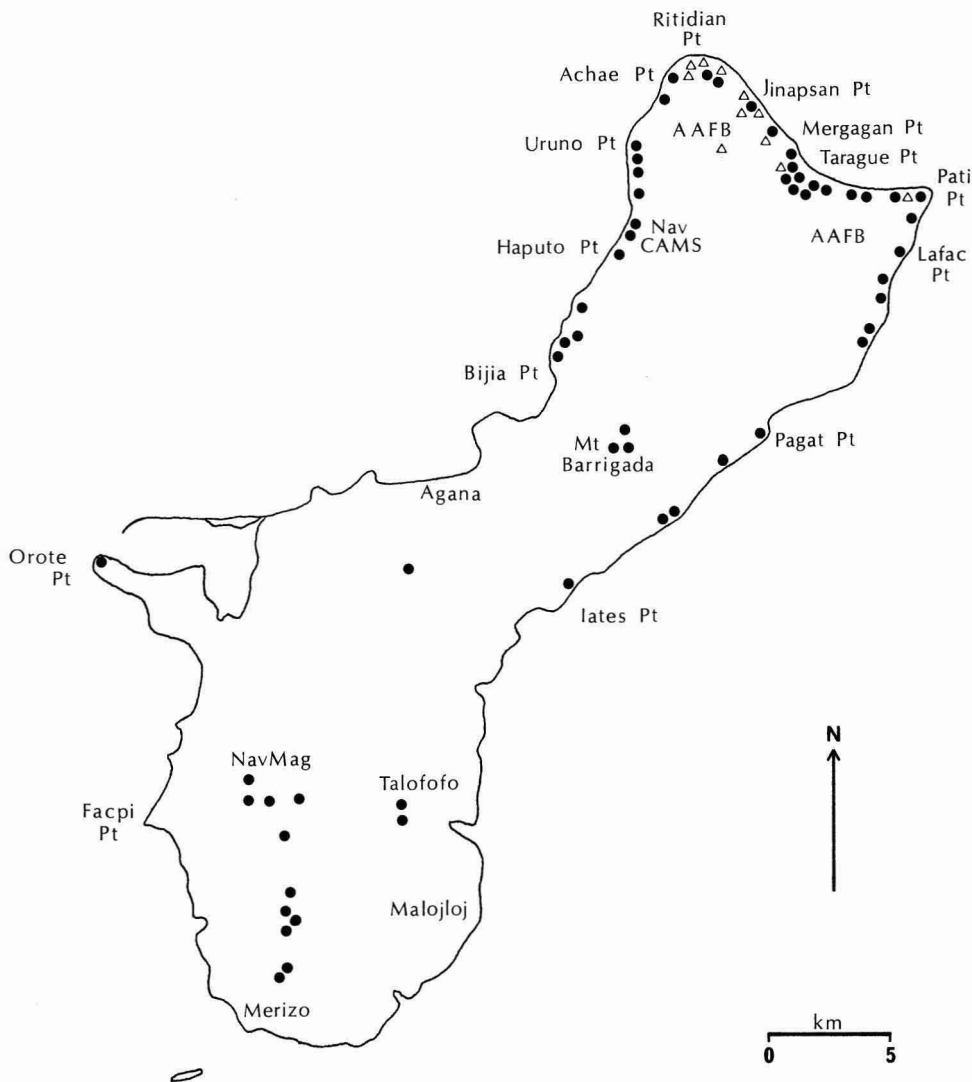 Ritidian
Pt
Achae Pt
Jinapsan Pt
AAFB
Mergagan Pt
Uruno Pt
Tarague Pt
Pati
Pt
Nav
CAMS
AAFB
Haputo Pt
Lafac
Pt
Bijia Pt
Pagat Pt
Mt
Barrigada
Agana
Orote
Pt
Iates Pt
N
NavMag
Talofofo
Facpi
Pt
Malojloj
Merizo
km
0 5